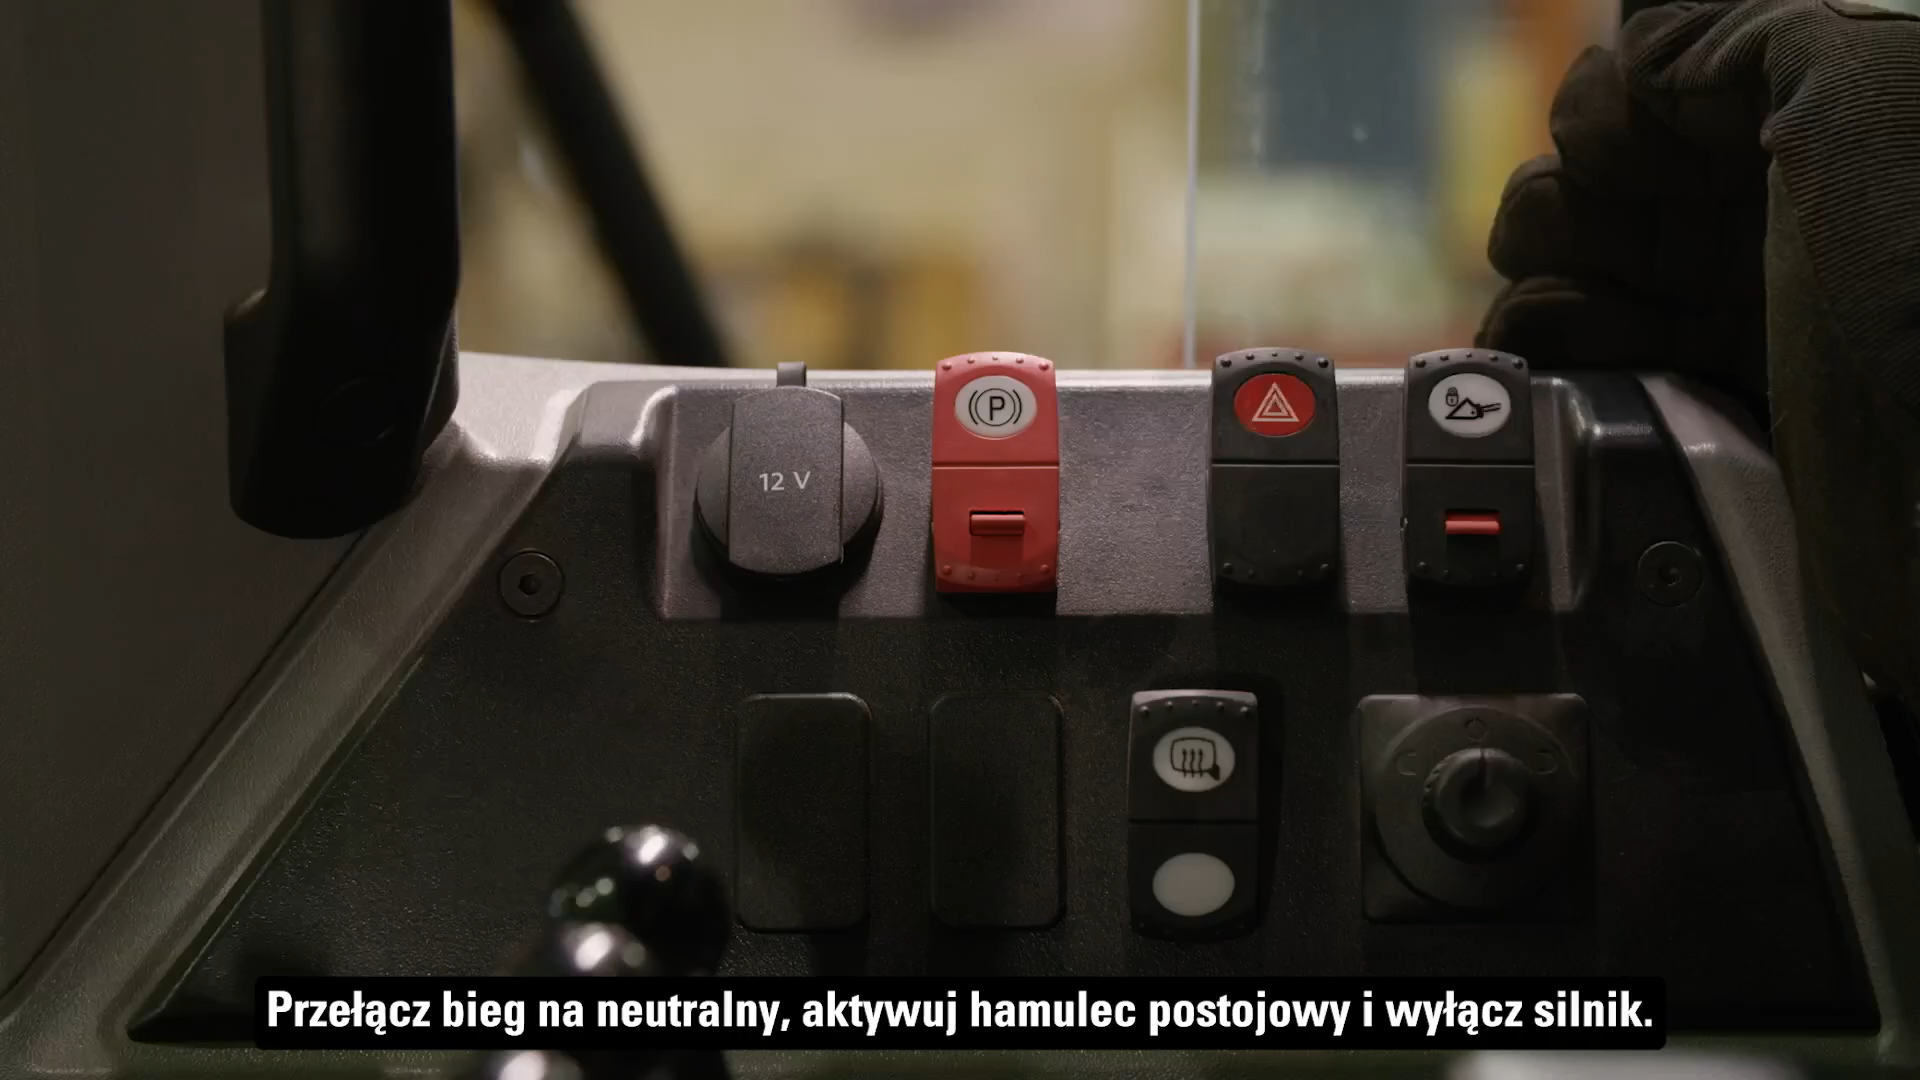 12 V
(P)
Przełącz bieg na neutralny, aktywuj hamulec postojowy i wyłącz silnik.